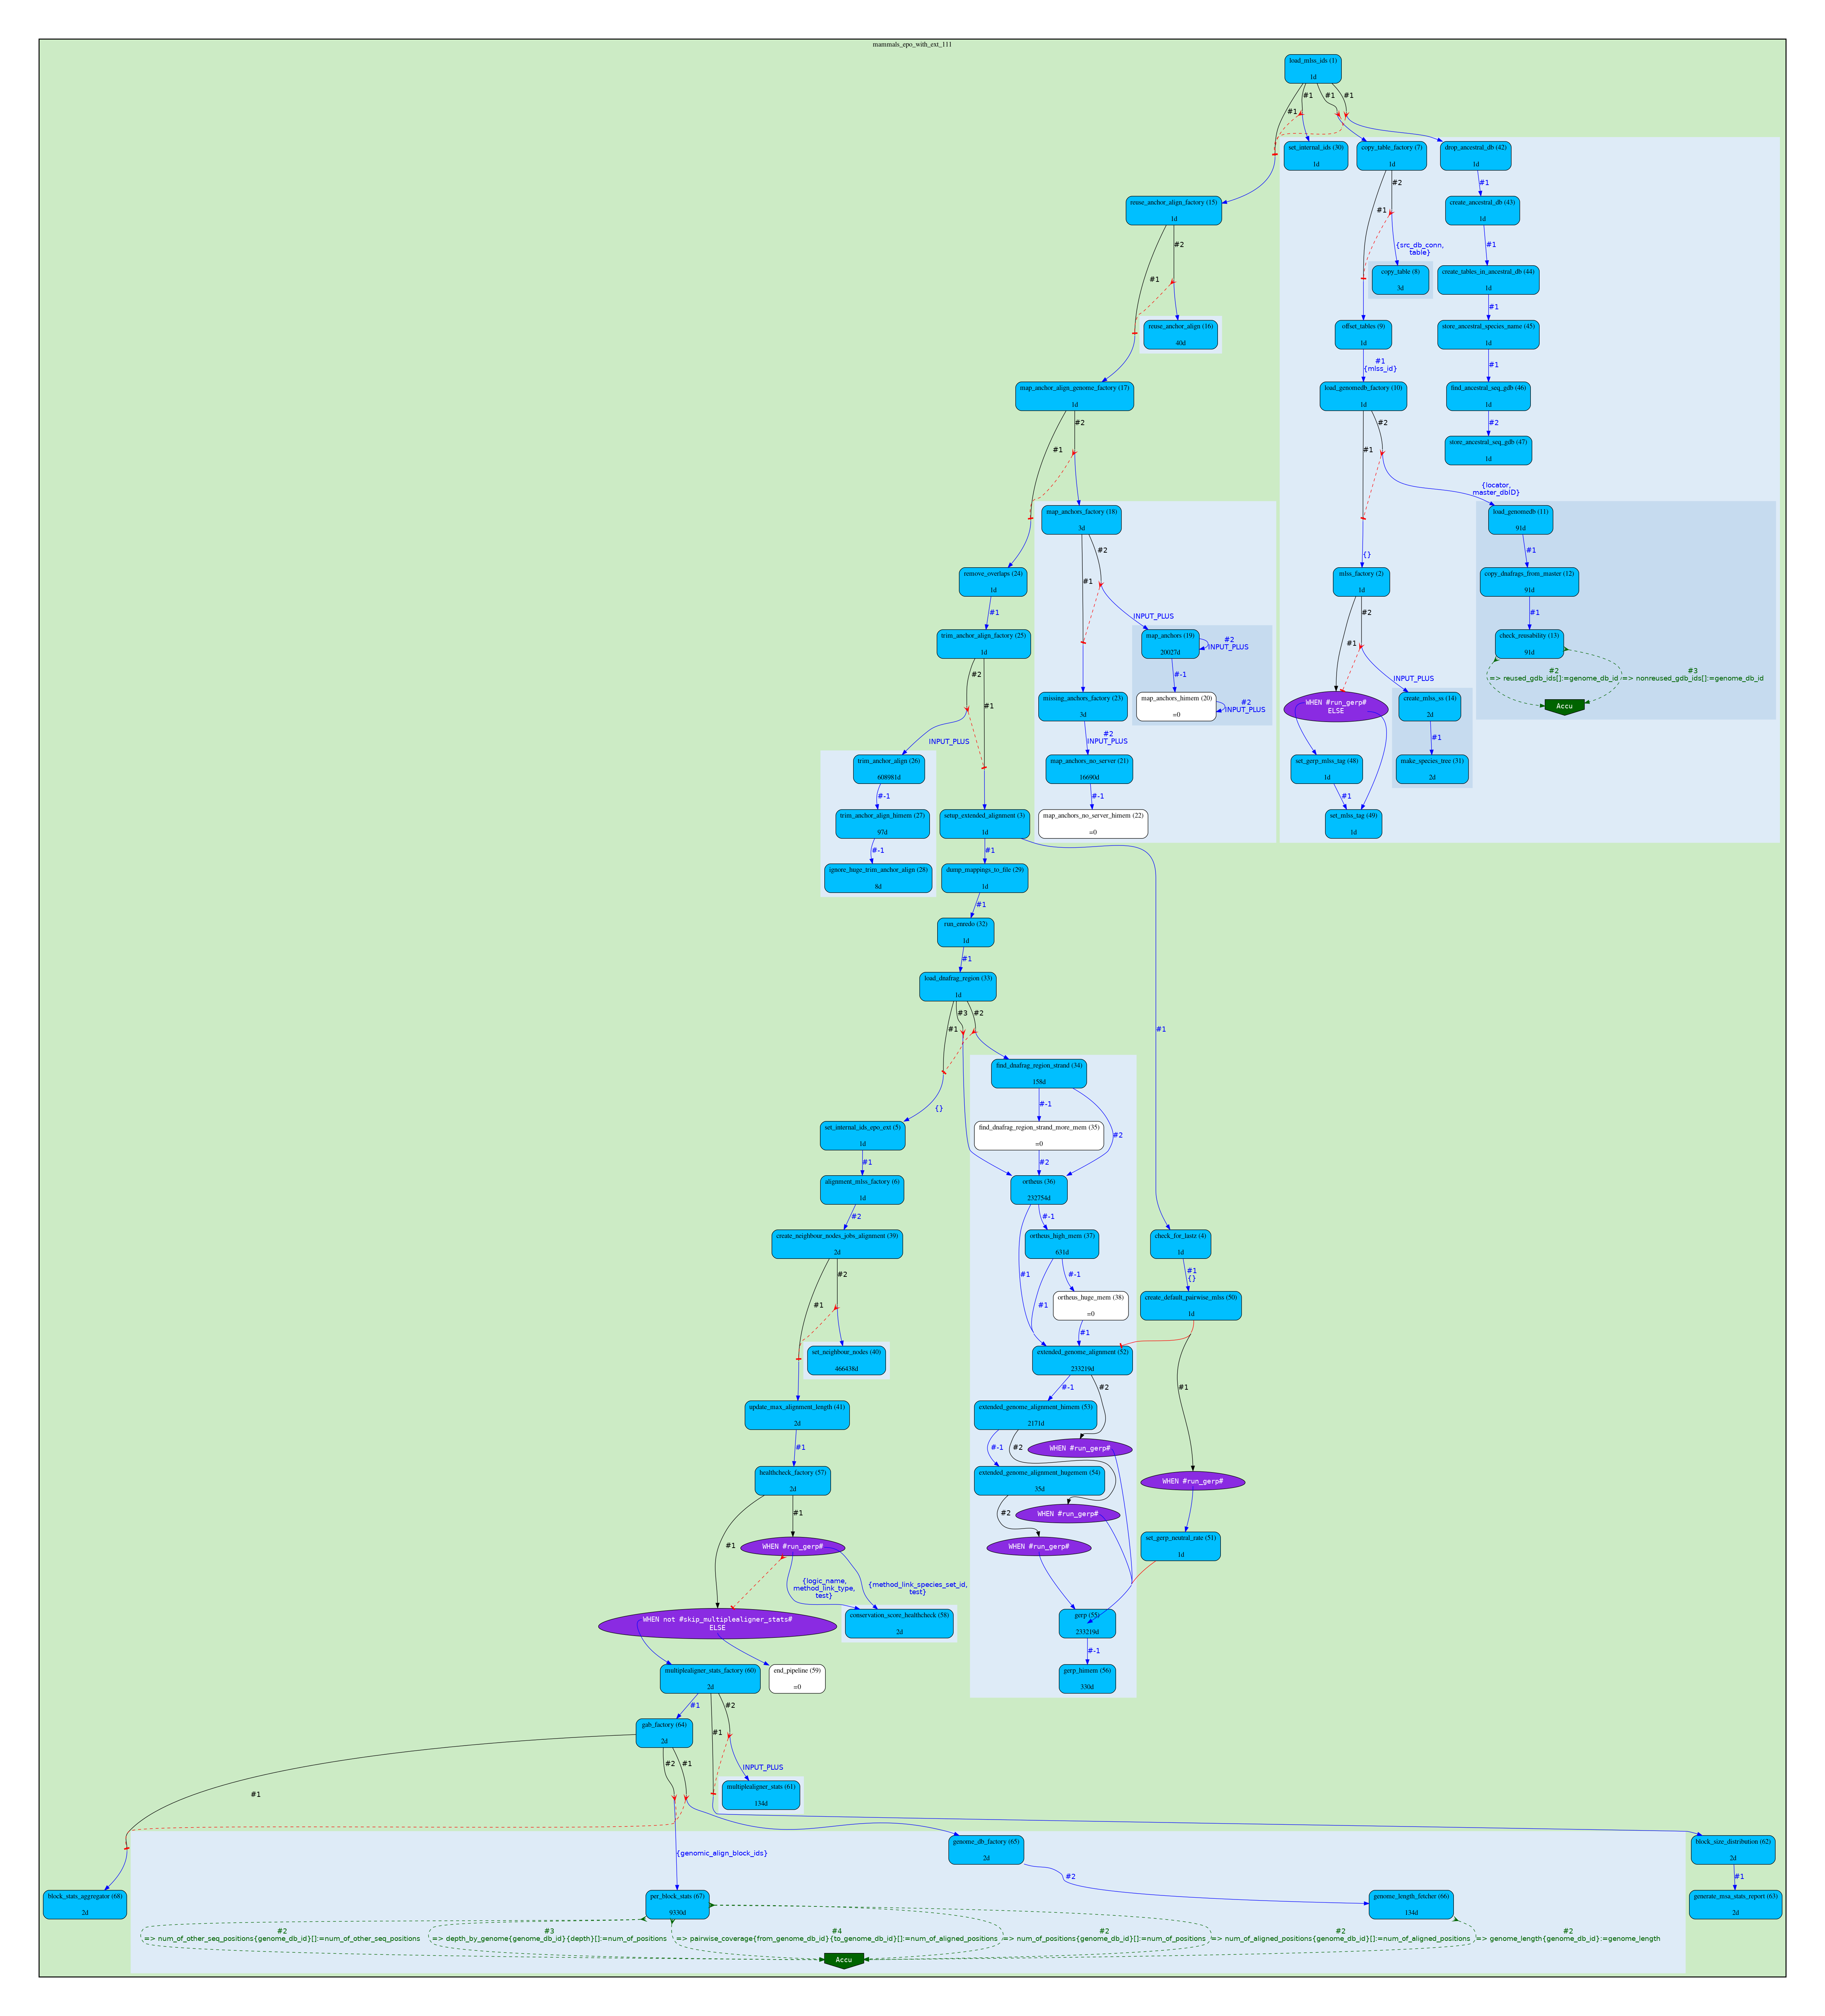 mammals_epo_with_ext_111
load_mlss_ids (1)
1d
#1
#1
#1
#1
set_internal_ids (30)
1d
copy_table_factory (7)
1d
drop_ancestral_db (42)
1d
#2
#1
reuse_anchor_align_factory (15)
1d
#1
create_ancestral_db (43)
1d
#2
{src_db_conn,
table}
#1
#1
copy_table (8)
3d
create_tables_in_ancestral_db (44)
1d
#1
reuse_anchor_align (16)
40d
offset_tables (9)
1d
store_ancestral_species_name (45)
1d
#1
{mlss_id}
#1
map_anchor_align_genome_factory (17)
1d
load_genomedb_factory (10)
1d
find_ancestral_seq_gdb (46)
1d
#2
#2
#2
#1
#1
store_ancestral_seq_gdb (47)
1d
{locator,
master_dbID}
map_anchors_factory (18)
3d
load_genomedb (11)
91d
#2
{}
#1
remove_overlaps (24)
1d
#1
mlss_factory (2)
1d
copy_dnafrags_from_master (12)
91d
#1
#2
#1
INPUT_PLUS
trim_anchor_align_factory (25)
1d
map_anchors (19)
20027d
#2
INPUT_PLUS
#1
check_reusability (13)
91d
#2
#-1
INPUT_PLUS
#2
=> reused_gdb_ids[]:=genome_db_id
#3
=> nonreused_gdb_ids[]:=genome_db_id
#1
missing_anchors_factory (23)
3d
map_anchors_himem (20)
=0
#2
INPUT_PLUS
WHEN #run_gerp#
ELSE
create_mlss_ss (14)
2d
Accu
INPUT_PLUS
#2
INPUT_PLUS
#1
trim_anchor_align (26)
608981d
map_anchors_no_server (21)
16690d
set_gerp_mlss_tag (48)
1d
make_species_tree (31)
2d
#-1
#-1
#1
trim_anchor_align_himem (27)
97d
setup_extended_alignment (3)
1d
map_anchors_no_server_himem (22)
=0
set_mlss_tag (49)
1d
#-1
#1
ignore_huge_trim_anchor_align (28)
8d
dump_mappings_to_file (29)
1d
#1
run_enredo (32)
1d
#1
load_dnafrag_region (33)
1d
#3
#2
#1
#1
find_dnafrag_region_strand (34)
158d
{}
#-1
set_internal_ids_epo_ext (5)
1d
find_dnafrag_region_strand_more_mem (35)
=0
#2
#1
#2
alignment_mlss_factory (6)
1d
ortheus (36)
232754d
#2
#-1
create_neighbour_nodes_jobs_alignment (39)
2d
ortheus_high_mem (37)
631d
check_for_lastz (4)
1d
#2
#1
#-1
#1
{}
#1
#1
ortheus_huge_mem (38)
=0
create_default_pairwise_mlss (50)
1d
#1
set_neighbour_nodes (40)
466438d
extended_genome_alignment (52)
233219d
#-1
#2
#1
update_max_alignment_length (41)
2d
extended_genome_alignment_himem (53)
2171d
#1
#-1
#2
WHEN #run_gerp#
healthcheck_factory (57)
2d
extended_genome_alignment_hugemem (54)
35d
WHEN #run_gerp#
#1
#2
WHEN #run_gerp#
#1
WHEN #run_gerp#
WHEN #run_gerp#
set_gerp_neutral_rate (51)
1d
{logic_name,
method_link_type,
test}
{method_link_species_set_id,
test}
WHEN not #skip_multiplealigner_stats#
ELSE
conservation_score_healthcheck (58)
2d
gerp (55)
233219d
#-1
multiplealigner_stats_factory (60)
2d
end_pipeline (59)
=0
gerp_himem (56)
330d
#1
#2
gab_factory (64)
2d
#1
#2
#1
INPUT_PLUS
#1
multiplealigner_stats (61)
134d
genome_db_factory (65)
2d
block_size_distribution (62)
2d
{genomic_align_block_ids}
#2
#1
block_stats_aggregator (68)
2d
per_block_stats (67)
9330d
genome_length_fetcher (66)
134d
generate_msa_stats_report (63)
2d
#2
=> num_of_other_seq_positions{genome_db_id}[]:=num_of_other_seq_positions
#3
=> depth_by_genome{genome_db_id}{depth}[]:=num_of_positions
#4
=> pairwise_coverage{from_genome_db_id}{to_genome_db_id}[]:=num_of_aligned_positions
#2
=> num_of_positions{genome_db_id}[]:=num_of_positions
#2
=> num_of_aligned_positions{genome_db_id}[]:=num_of_aligned_positions
#2
=> genome_length{genome_db_id}:=genome_length
Accu